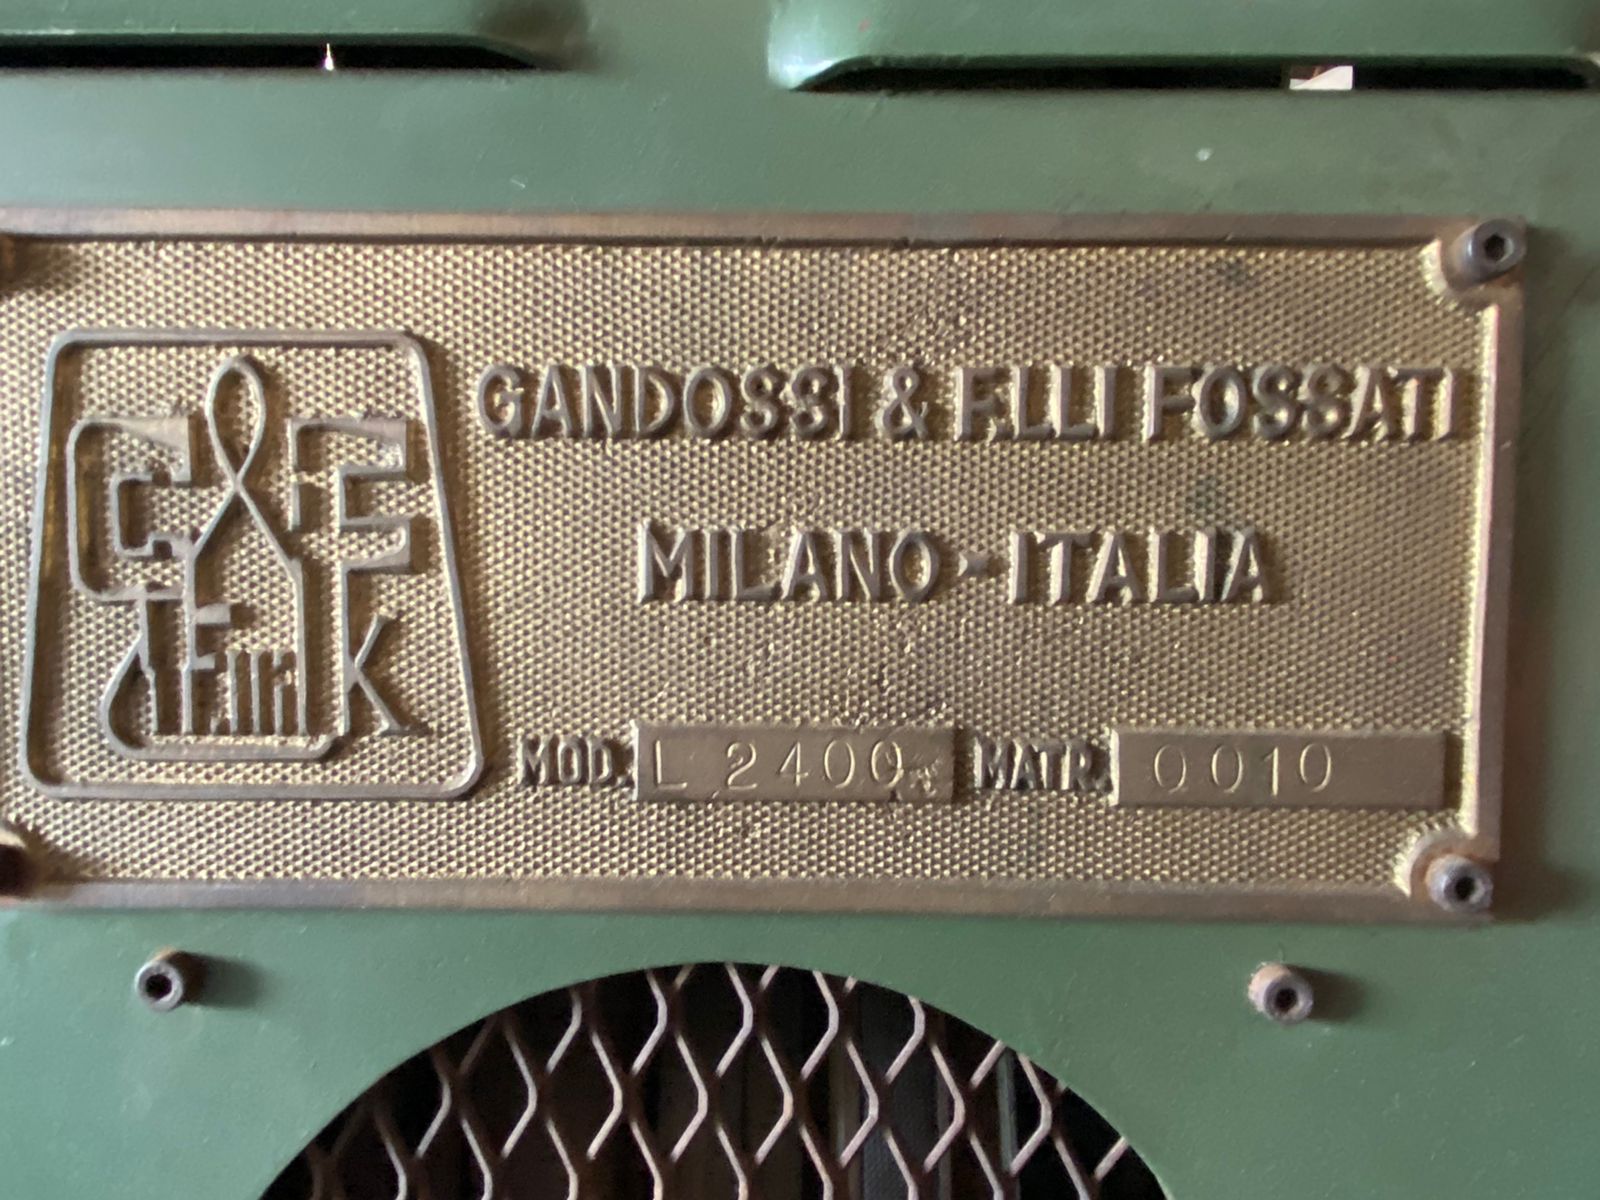 GANDOSSI & F.LLI FOSSATI
MILANO - ITALIA
MOD. L 2400 MATR. 0010